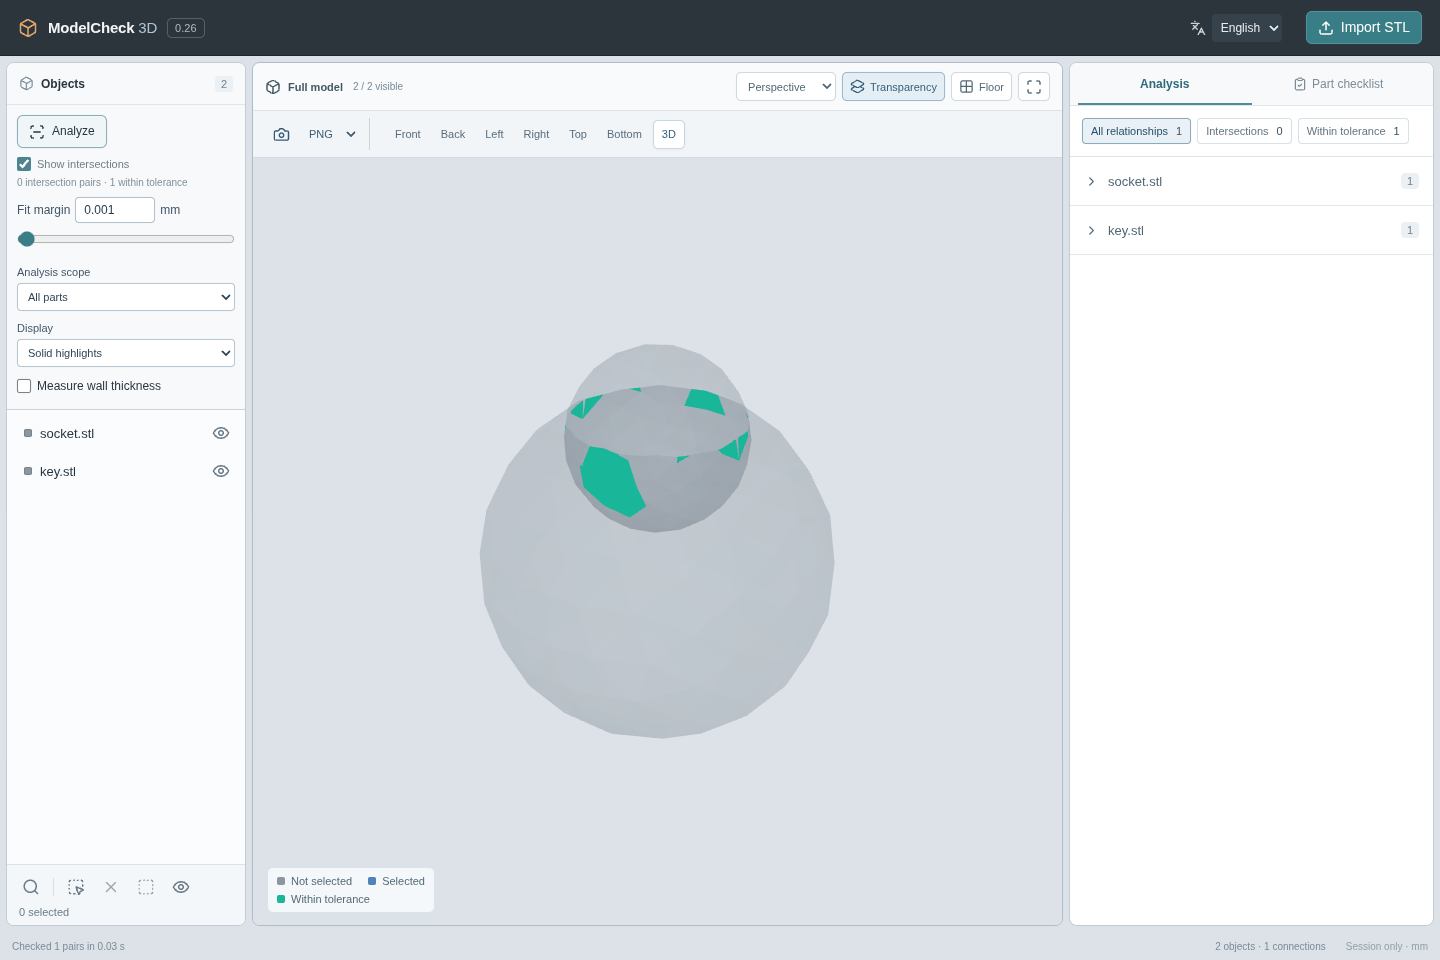 ModelCheck 3D 0.26
English
Import STL
Objects 2
Analyze
Show intersections
0 intersection pairs · 1 within tolerance
Fit margin 0.001 mm
Analysis scope
All parts
Display
Solid highlights
Measure wall thickness
socket.stl
key.stl
0 selected
Full model 2 / 2 visible
Perspective
Transparency
Floor
PNG
Front Back Left Right Top Bottom 3D
Not selected Selected
Within tolerance
Analysis Part checklist
All relationships 1 Intersections 0 Within tolerance 1
socket.stl 1
key.stl 1
Checked 1 pairs in 0.03 s
2 objects · 1 connections Session only · mm